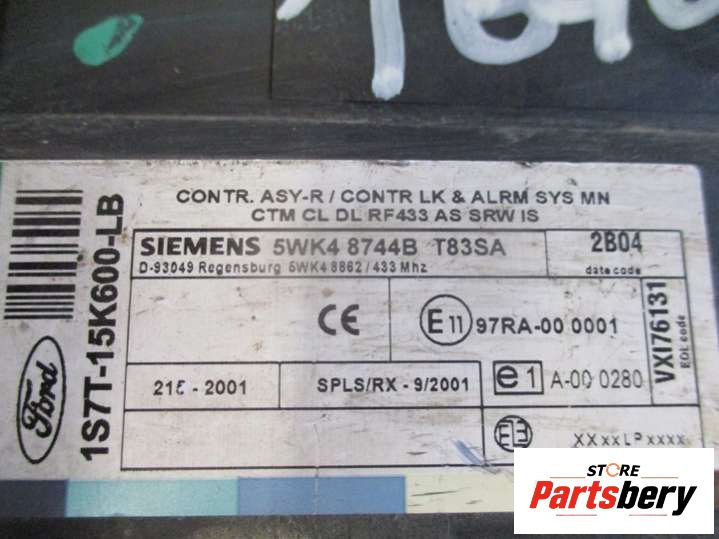 CONTR. ASY-R / CONTR LK & ALRM SYS MN
CTM CL DL RF433 AS SRW IS
SIEMENS 5WK4 8744B T83SA
D-93049 Regensburg 5WK4 8862 / 433 Mhz
2B04
date code
CE
E 11 97RA-00 0001
VXI76131
EOL code
215 - 2001
SPLS/RX - 9/2001
e 1 A-00 0280
XXxxLPxxxx
Ford
1S7T-15K600-LB
STORE
Partsbery